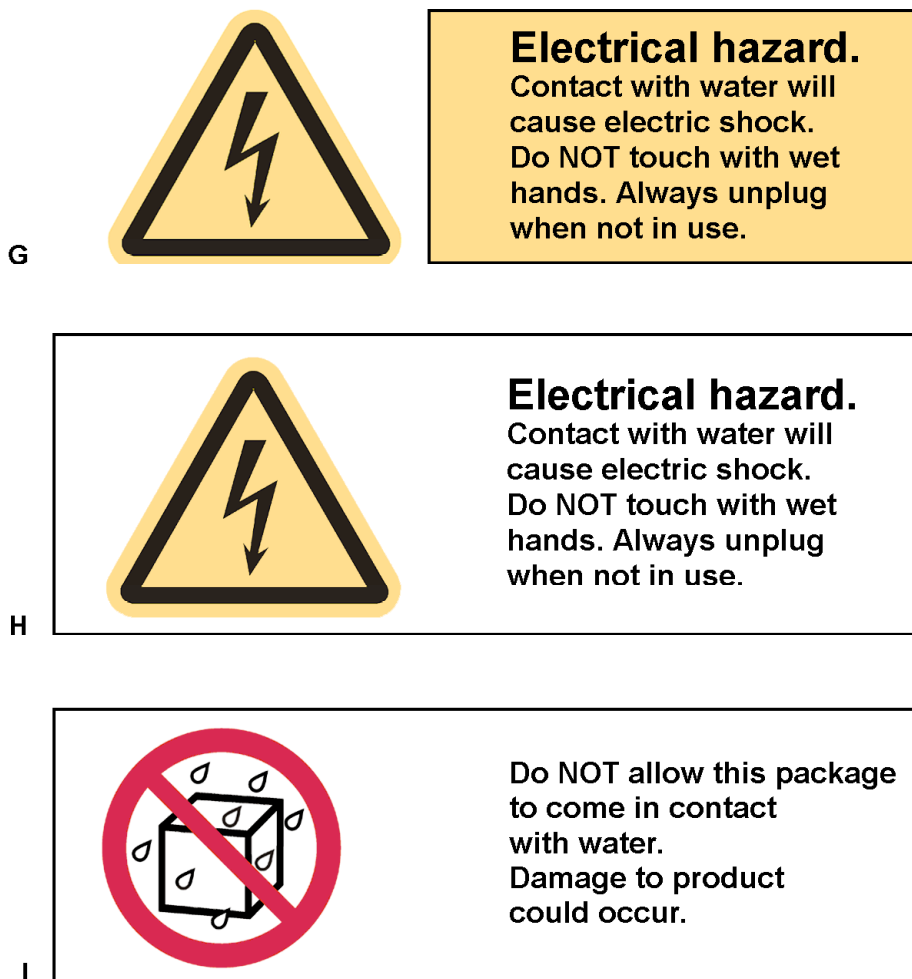 Electrical hazard.
Contact with water will
cause electric shock.
Do NOT touch with wet
hands. Always unplug
when not in use.
G
Electrical hazard.
Contact with water will
cause electric shock.
Do NOT touch with wet
hands. Always unplug
when not in use.
H
Do NOT allow this package
to come in contact
with water.
Damage to product
could occur.
I